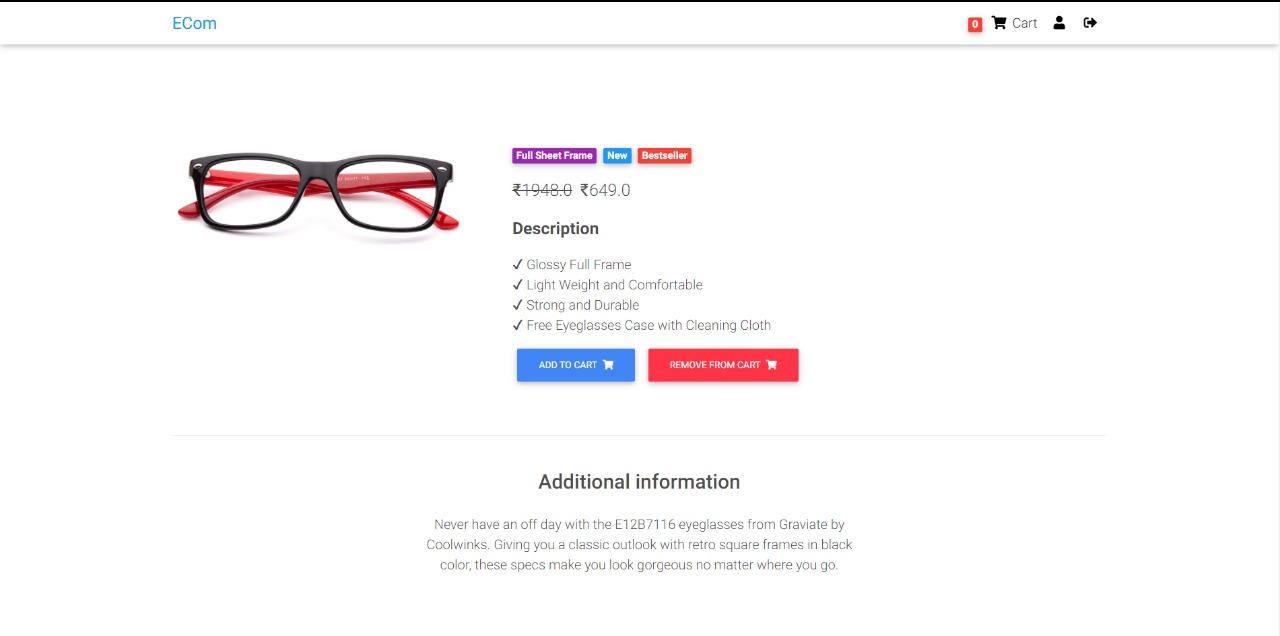 ECom
0 Cart
Full Sheet Frame New Bestseller
₹1948.0 ₹649.0
Description
✓ Glossy Full Frame
✓ Light Weight and Comfortable
✓ Strong and Durable
✓ Free Eyeglasses Case with Cleaning Cloth
ADD TO CART REMOVE FROM CART
Additional information
Never have an off day with the E12B7116 eyeglasses from Graviate by
Coolwinks. Giving you a classic outlook with retro square frames in black
color, these specs make you look gorgeous no matter where you go.